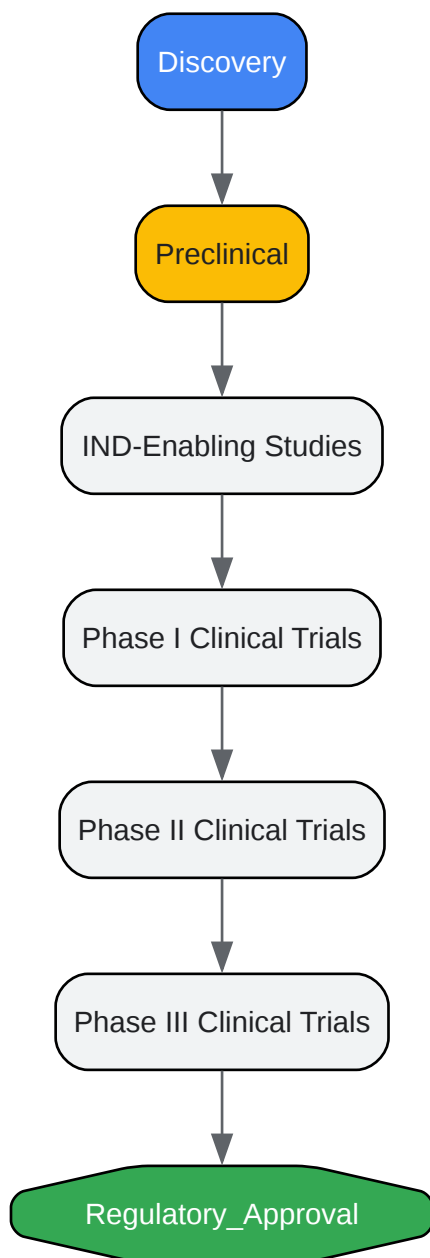 Discovery
Preclinical
IND-Enabling Studies
Phase I Clinical Trials
Phase II Clinical Trials
Phase III Clinical Trials
Regulatory_Approval